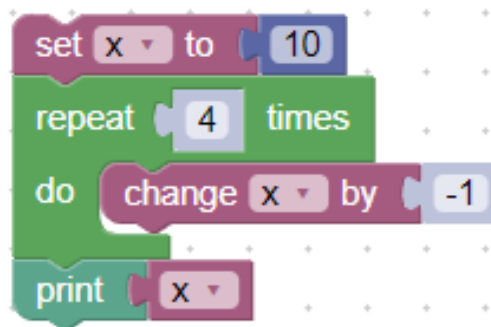 set x to 10
repeat 4 times
do change x by -1
print x